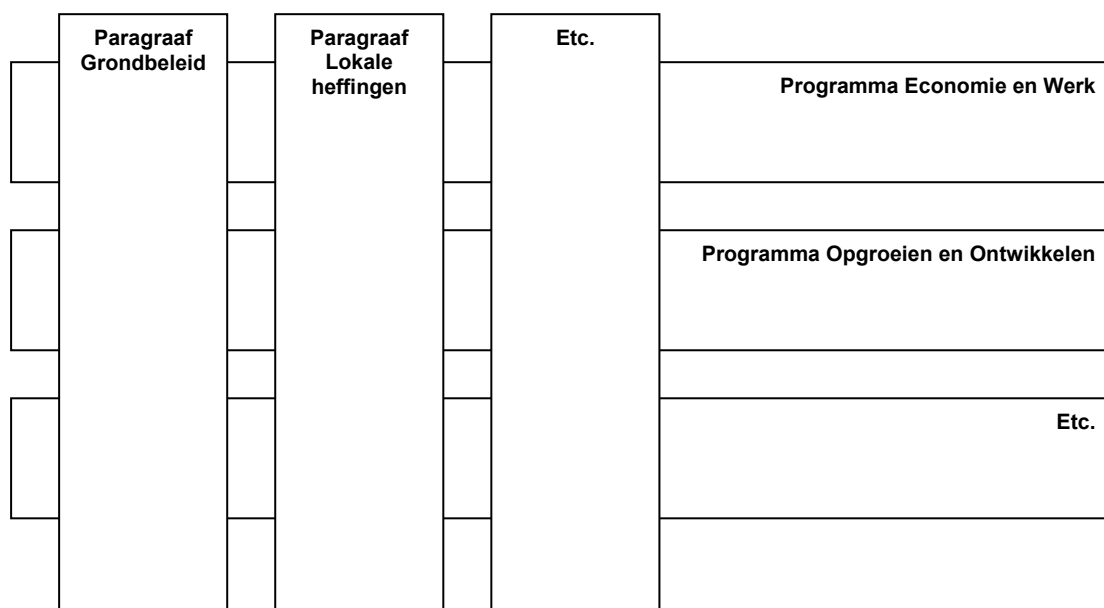 Paragraaf
Grondbeleid
Paragraaf
Lokale
heffingen
Etc.
Programma Economie en Werk
Programma Opgroeien en Ontwikkelen
Etc.